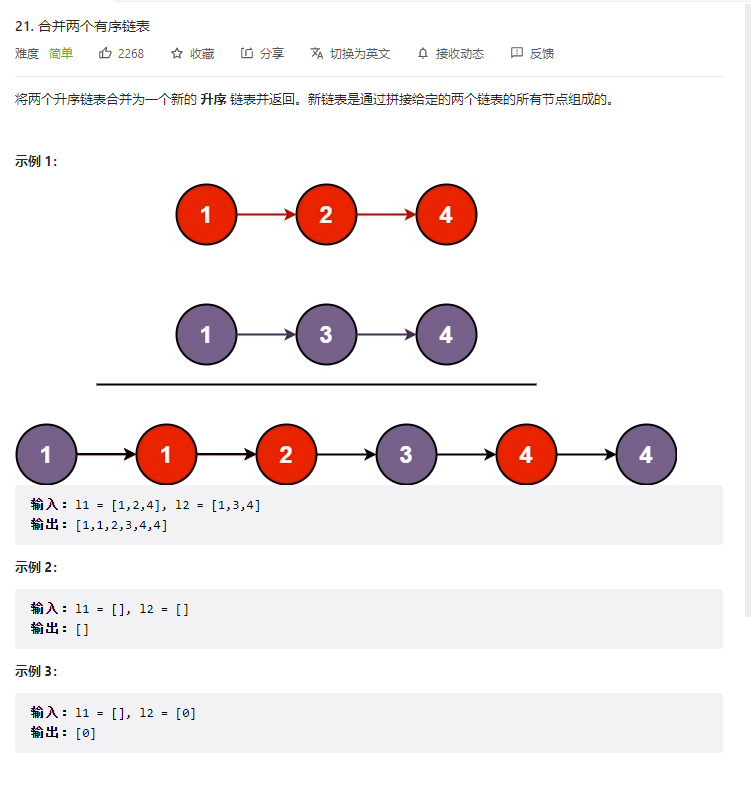 21. 合并两个有序链表
难度 简单 2268 收藏 分享 切换为英文 接收动态 反馈
将两个升序链表合并为一个新的 升序 链表并返回。新链表是通过拼接给定的两个链表的所有节点组成的。
示例 1：
1 2 4
1 3 4
1 1 2 3 4 4
输入：l1 = [1,2,4], l2 = [1,3,4]
输出：[1,1,2,3,4,4]
示例 2：
输入：l1 = [], l2 = []
输出：[]
示例 3：
输入：l1 = [], l2 = [0]
输出：[0]